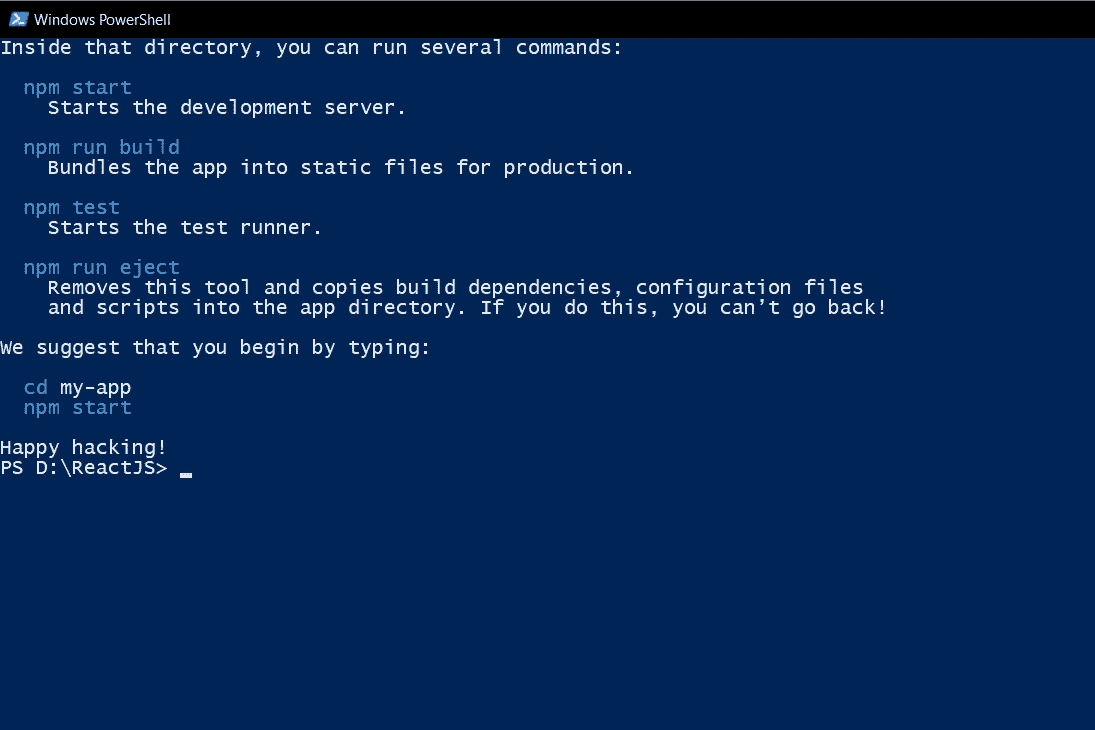 Windows PowerShell
Inside that directory, you can run several commands:
npm start
Starts the development server.
npm run build
Bundles the app into static files for production.
npm test
Starts the test runner.
npm run eject
Removes this tool and copies build dependencies, configuration files
and scripts into the app directory. If you do this, you can’t go back!
We suggest that you begin by typing:
cd my-app
npm start
Happy hacking!
PS D:\ReactJS> _